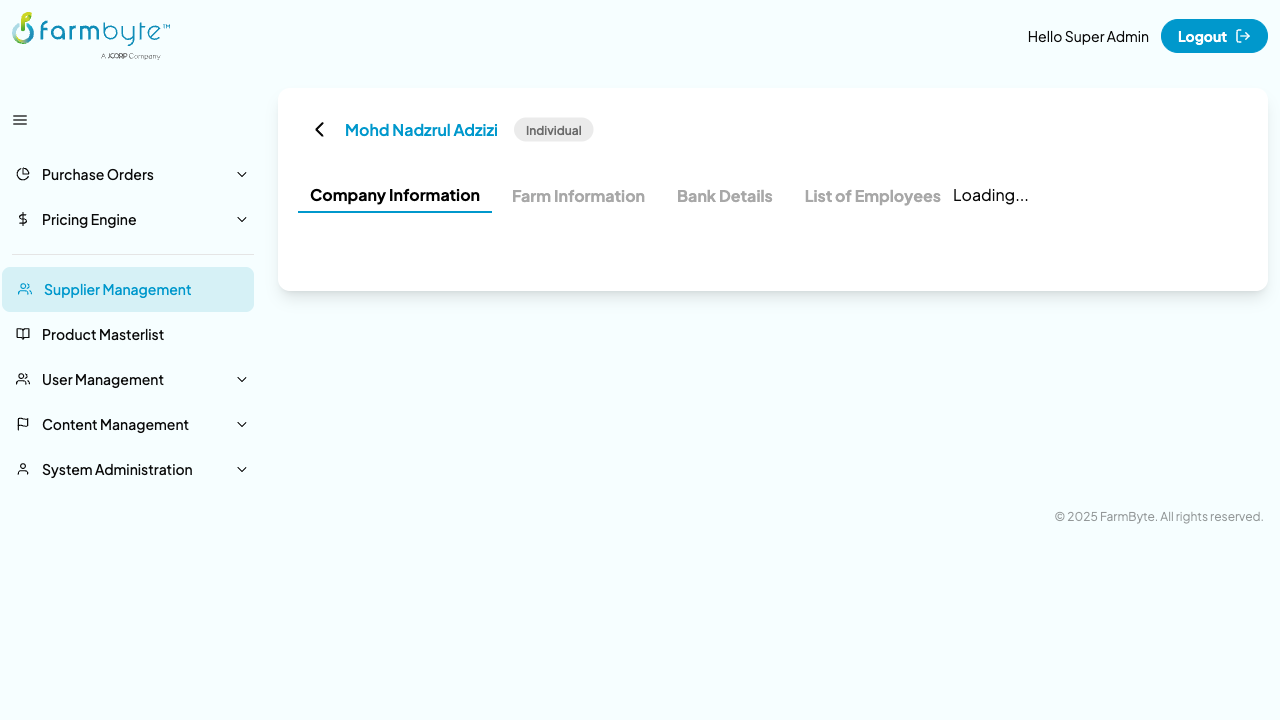 farmbyte™
A JCORP Company
Hello Super Admin
Logout
Mohd Nadzrul Adzizi
Individual
Purchase Orders
Pricing Engine
Company Information
Farm Information
Bank Details
List of Employees
Loading...
Supplier Management
Product Masterlist
User Management
Content Management
System Administration
© 2025 FarmByte. All rights reserved.